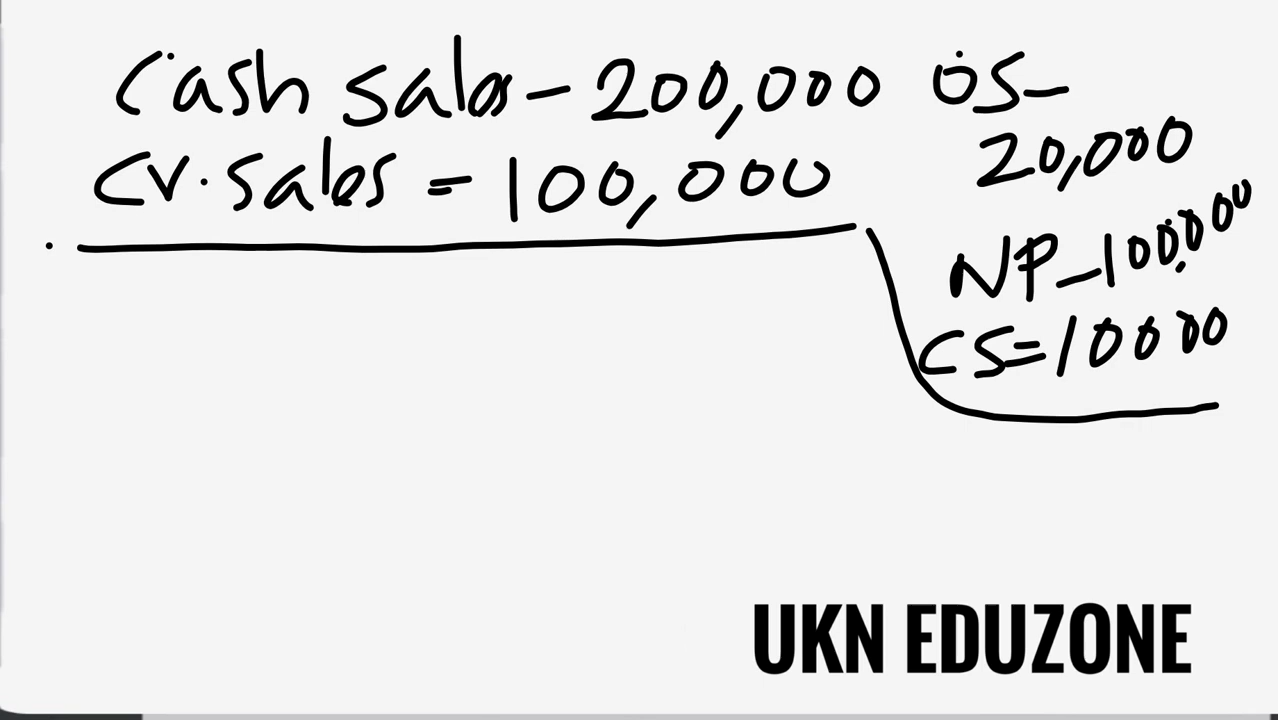 Cash sales - 200,000
Cr. sales = 100,000
OS -
20,000
NP - 100,000
CS = 10000
UKN EDUZONE